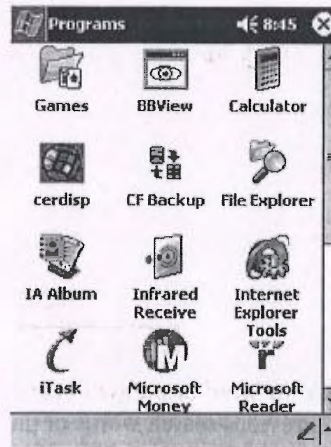 Programs 8:45
Games BBView Calculator
cerdisp CF Backup File Explorer
IA Album Infrared Receive Internet Explorer Tools
iTask Microsoft Money Microsoft Reader